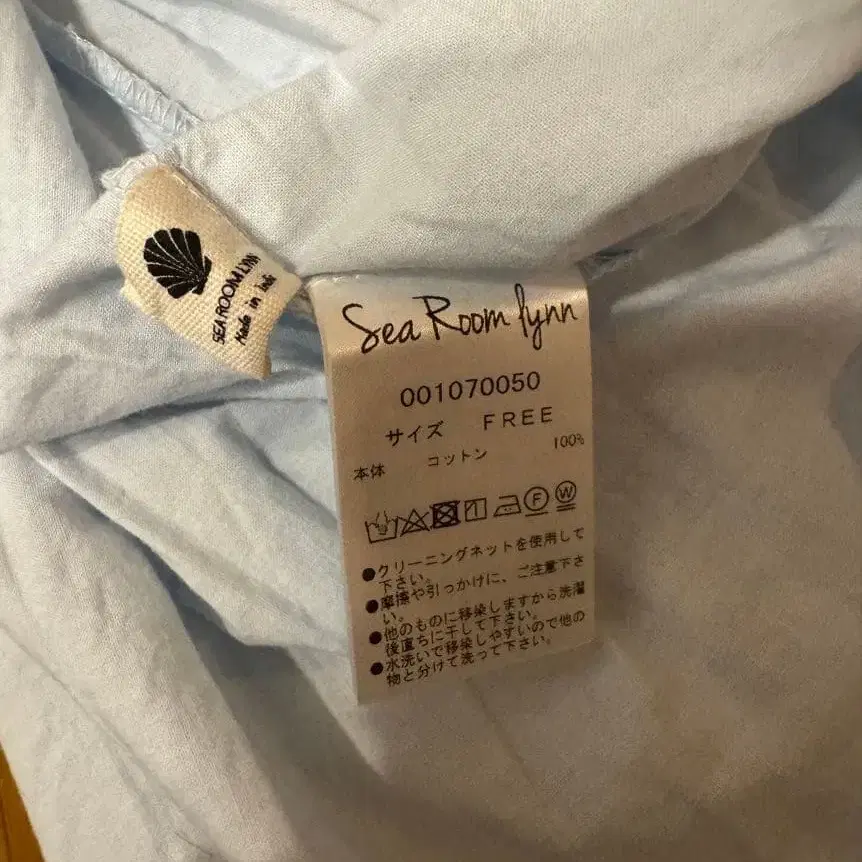 SEA ROOM LYNN
Made in
Sea Room lynn
001070050
サイズ FREE
本体 コットン 100%
F W
●クリーニングネットを使用して
下さい。
●摩擦や引っかけに、ご注意下さ
い。
●他のものに移染しますから洗濯
後直ちに干して下さい。
●水洗いで移染しやすいので他の
物と分けて洗って下さい。